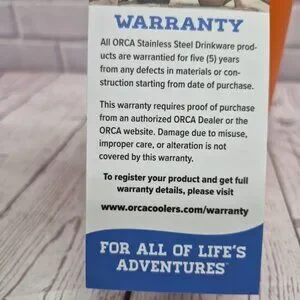 WARRANTY
All ORCA Stainless Steel Drinkware prod-
ucts are warrantied for five (5) years
from any defects in materials or con-
struction starting from date of purchase.
This warranty requires proof of purchase
from an authorized ORCA Dealer or the
ORCA website. Damage due to misuse,
improper care, or alteration is not
covered by this warranty.
To register your product and get full
warranty details, please visit
www.orcacoolers.com/warranty
FOR ALL OF LIFE'S
ADVENTURES